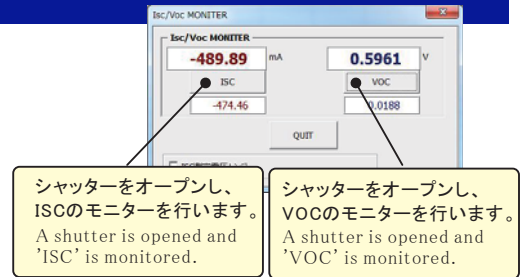 Isc/Voc MONITER
Isc/Voc MONITER
-489.89 mA
0.5961 V
ISC
VOC
-474.46
0.0188
QUIT
シャッターをオープンし、
ISCのモニターを行います。
A shutter is opened and
'ISC' is monitored.
シャッターをオープンし、
VOCのモニターを行います。
A shutter is opened and
'VOC' is monitored.